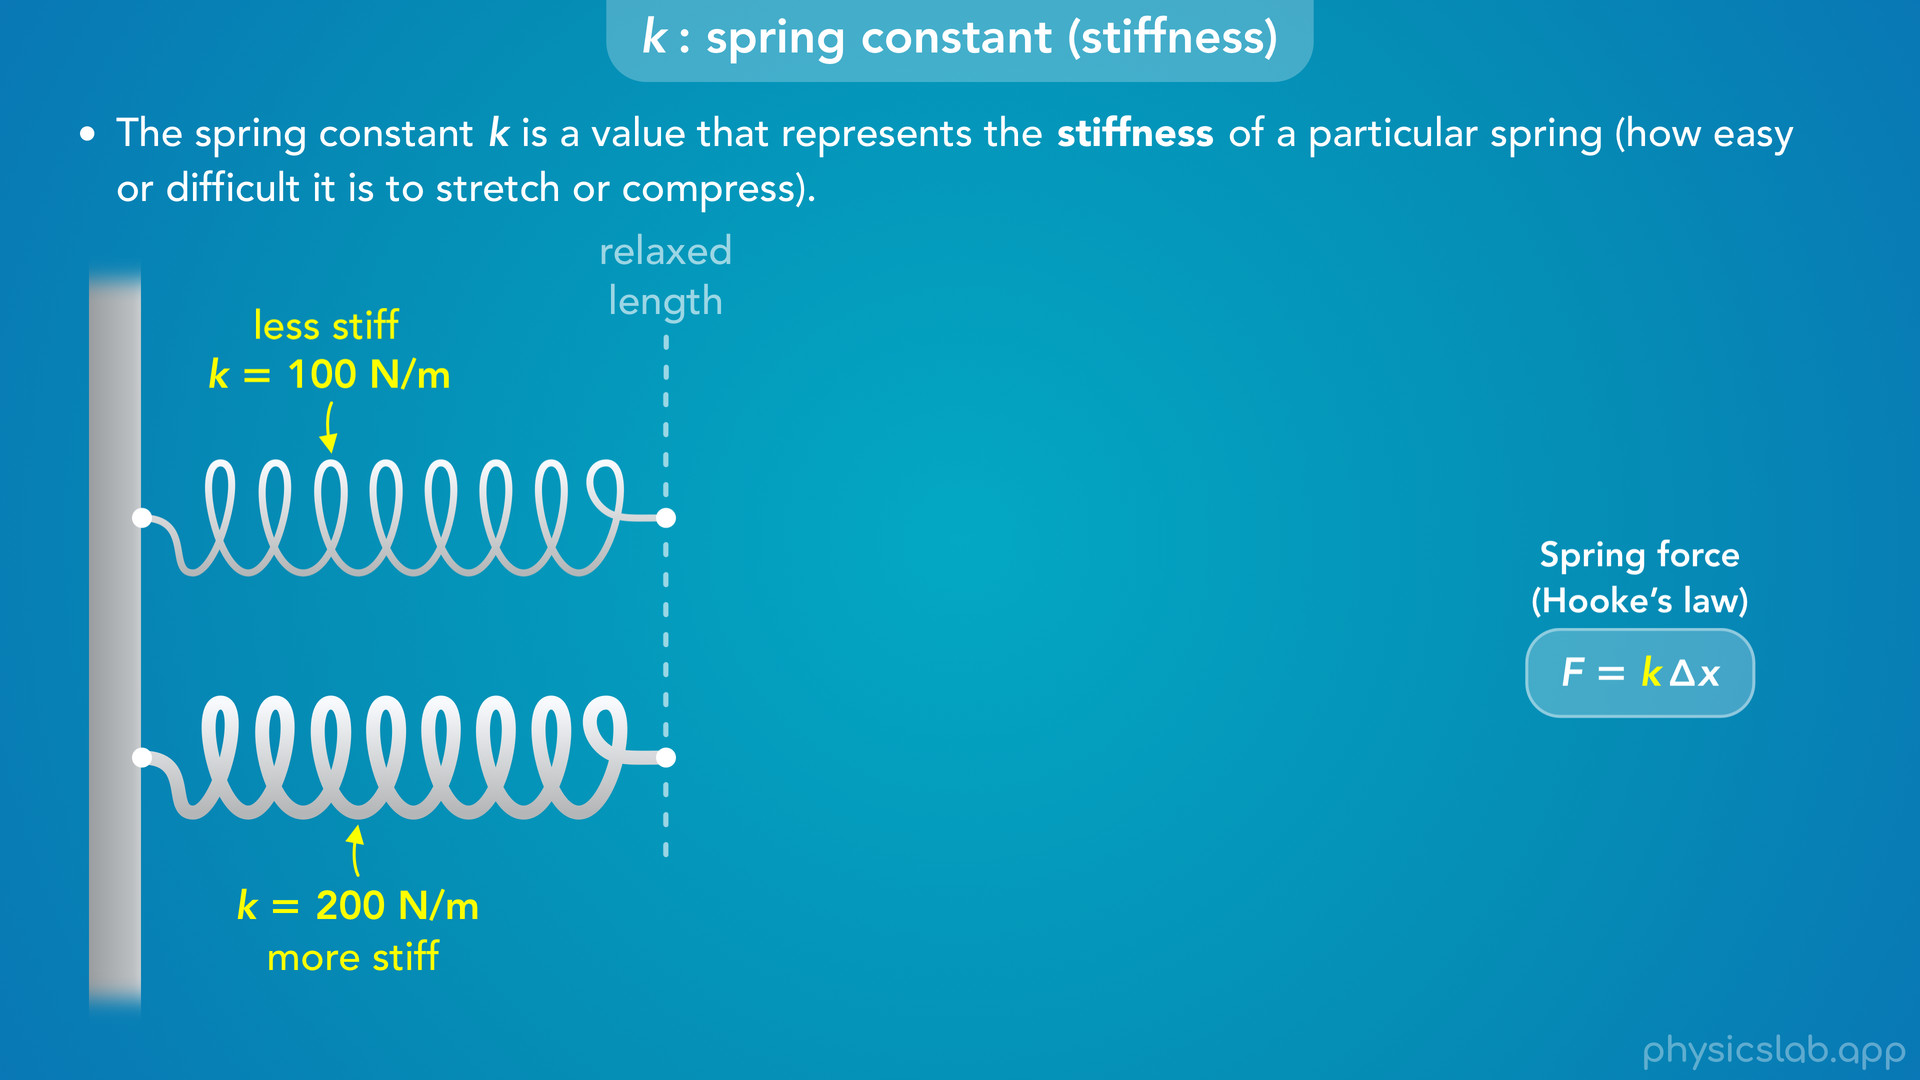 k : spring constant (stiffness)
• The spring constant k is a value that represents the stiffness of a particular spring (how easy
or difficult it is to stretch or compress).
relaxed
length
less stiff
k = 100 N/m
Spring force
(Hooke’s law)
F = k Δx
k = 200 N/m
more stiff
physicslab.app